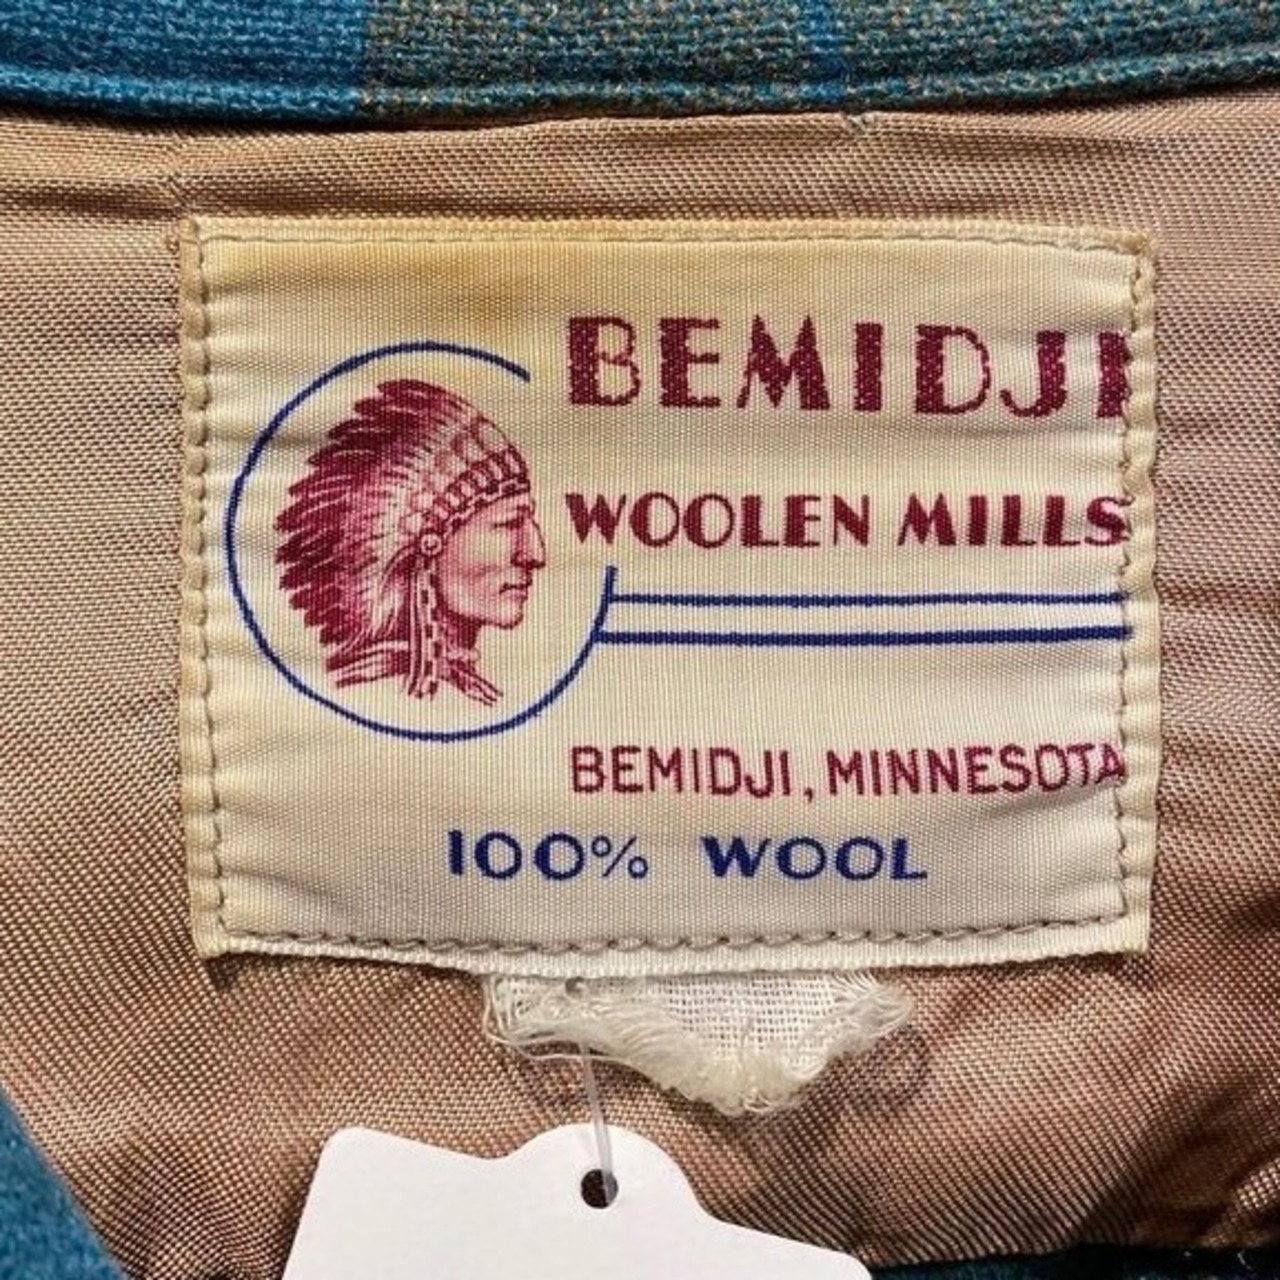 BEMIDJI
WOOLEN MILLS
BEMIDJI, MINNESOTA
100% WOOL